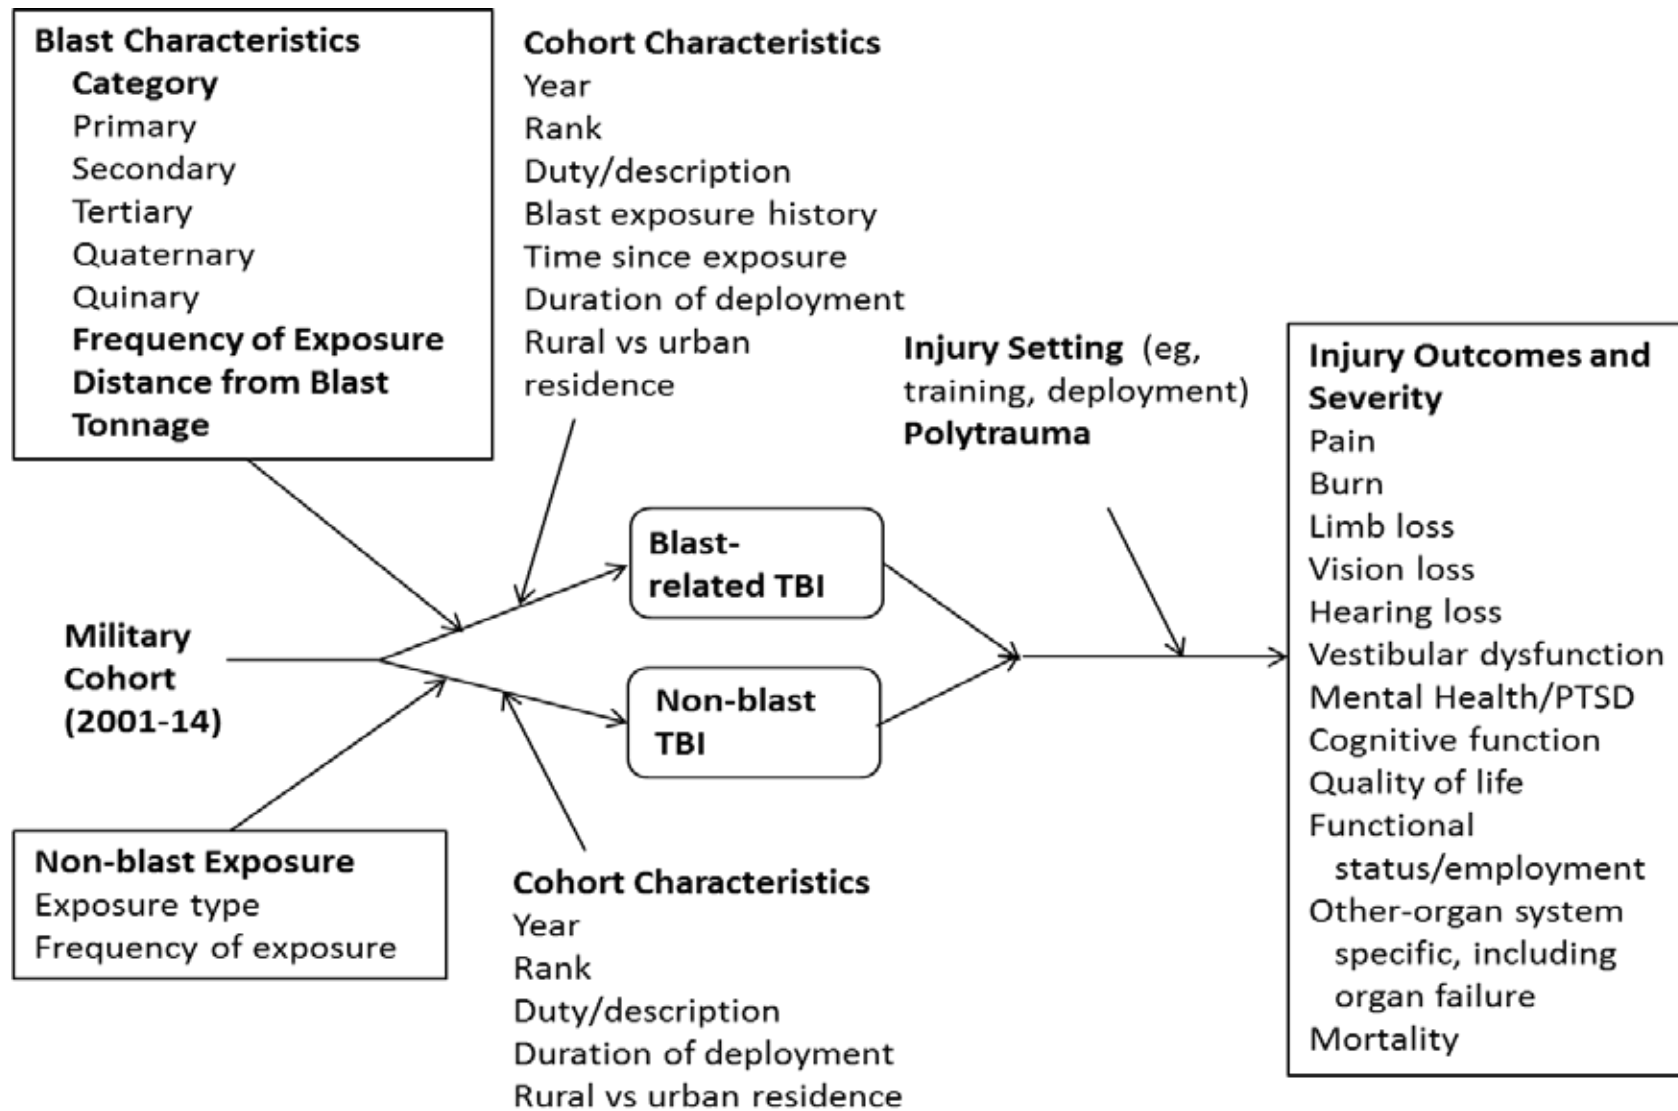 Blast Characteristics
Category
Primary
Secondary
Tertiary
Quaternary
Quinary
Frequency of Exposure
Distance from Blast
Tonnage
Cohort Characteristics
Year
Rank
Duty/description
Blast exposure history
Time since exposure
Duration of deployment
Rural vs urban
residence
Injury Setting (eg,
training, deployment)
Polytrauma
Blast-
related TBI
Military
Cohort
(2001-14)
Non-blast
TBI
Non-blast Exposure
Exposure type
Frequency of exposure
Cohort Characteristics
Year
Rank
Duty/description
Duration of deployment
Rural vs urban residence
Injury Outcomes and
Severity
Pain
Burn
Limb loss
Vision loss
Hearing loss
Vestibular dysfunction
Mental Health/PTSD
Cognitive function
Quality of life
Functional
status/employment
Other-organ system
specific, including
organ failure
Mortality